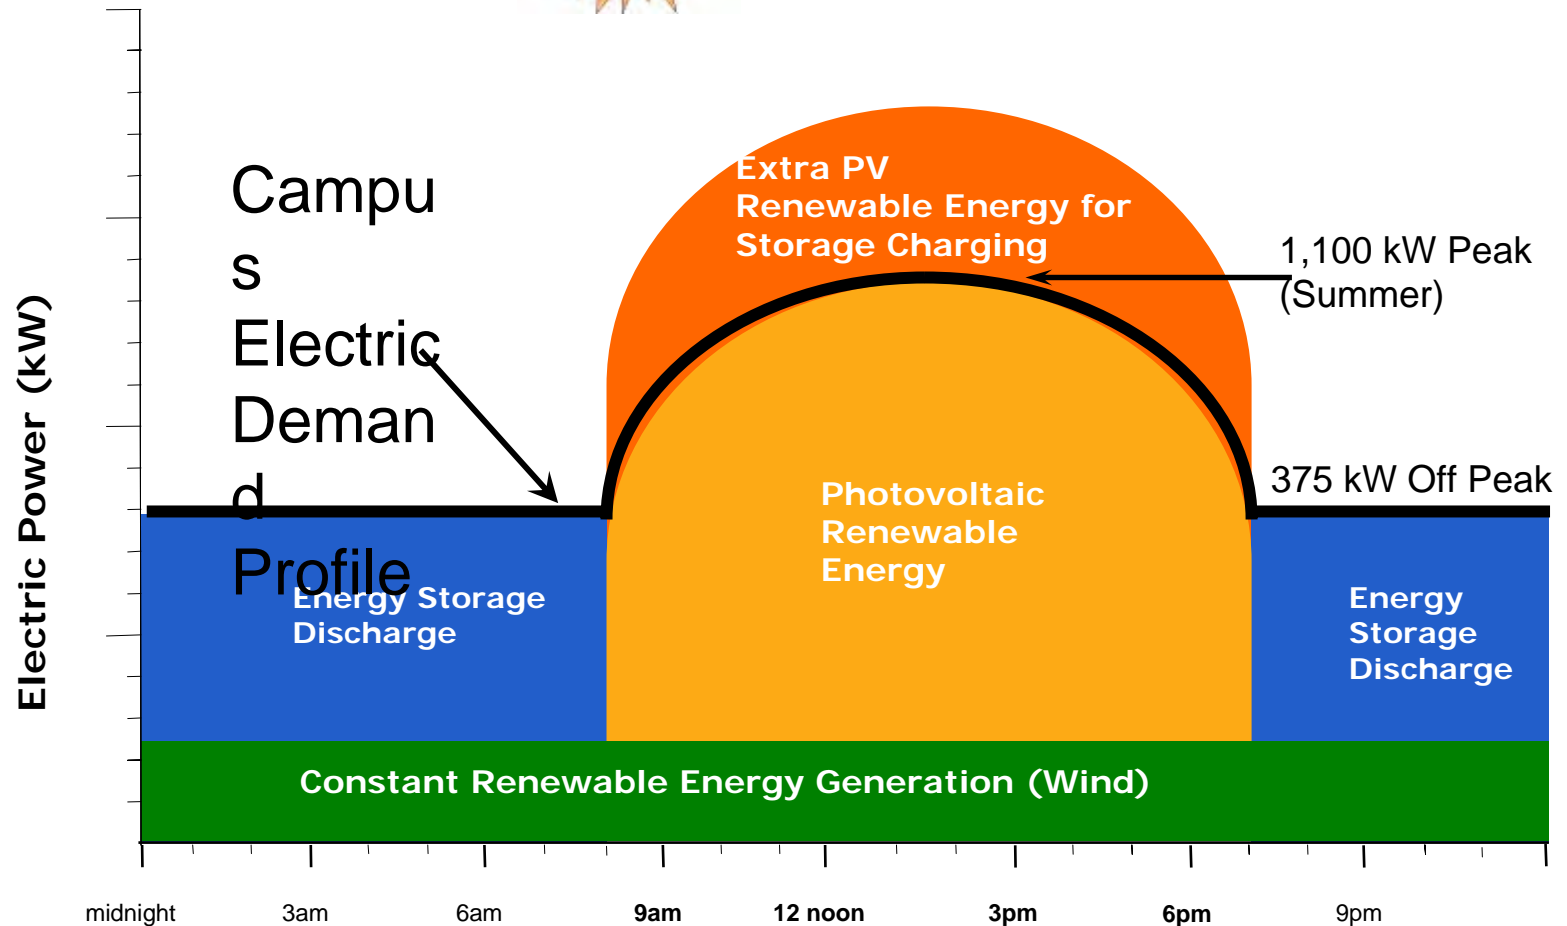 Campu
s
Electric
Deman
d
Profile
Extra PV
Renewable Energy for
Storage Charging
1,100 kW Peak
(Summer)
375 kW Off Peak
Electric Power (kW)
Photovoltaic
Renewable
Energy
Energy Storage
Discharge
Energy
Storage
Discharge
Constant Renewable Energy Generation (Wind)
midnight 3am 6am 9am 12 noon 3pm 6pm 9pm